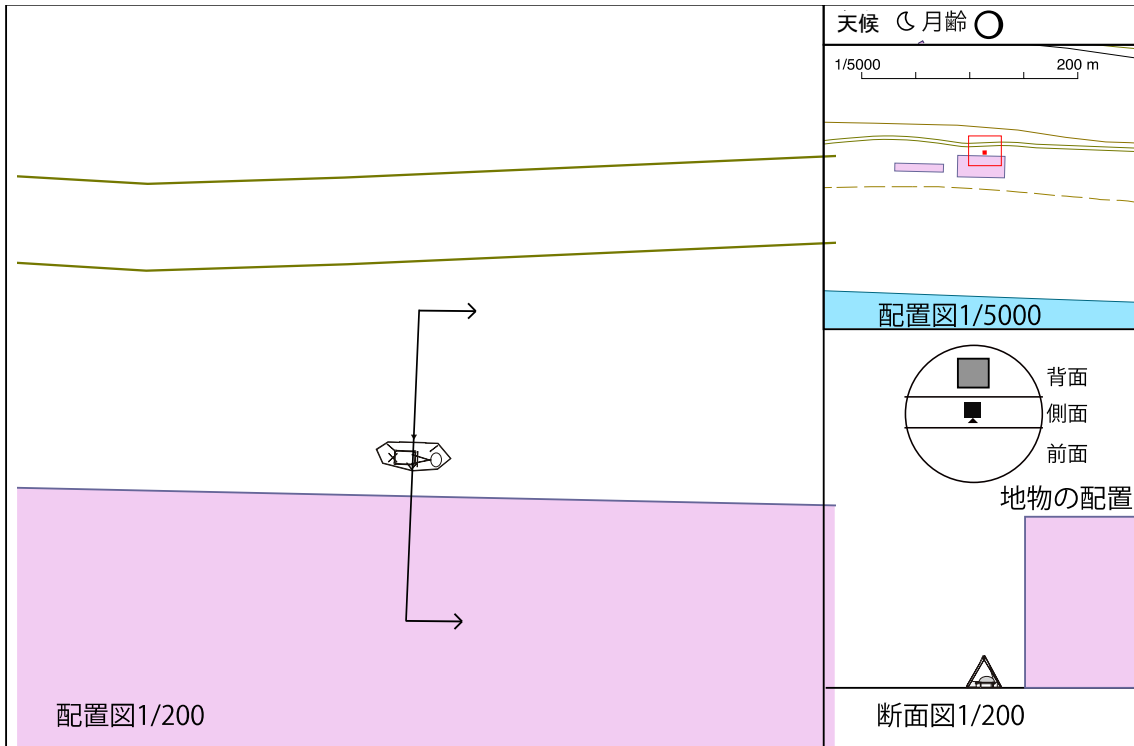 天候 月齢
1/5000 200 m
配置図1/5000
背面
側面
前面
地物の配置
配置図1/200
断面図1/200